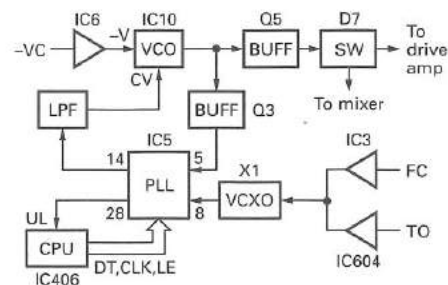 IC6
IC10
Q5
D7
–VC
–V
VCO
BUFF
SW
To
drive
amp
CV
LPF
BUFF
Q3
To mixer
IC5
14
5
PLL
X1
IC3
FC
UL
28
8
VCXO
CPU
IC406
DT,CLK,LE
IC604
TO